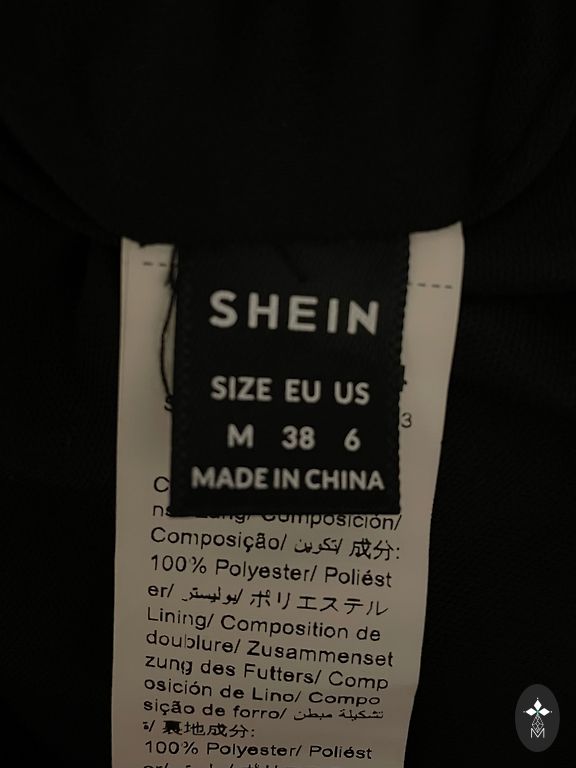 SHEIN
SIZE EU US
M 38 6
MADE IN CHINA
3
Composición/
Composição/ تكوين/ 成分:
100% Polyester/ Poliést
er/ بوليستر/ ポリエステル
Lining/ Composition de
doublure/ Zusammenset
zung des Futters/ Comp
osición de Lino/ Compo
sição de forro/ تشكيلة مبطن
ة/ 裏地成分:
100% Polyester/ Poliést
M